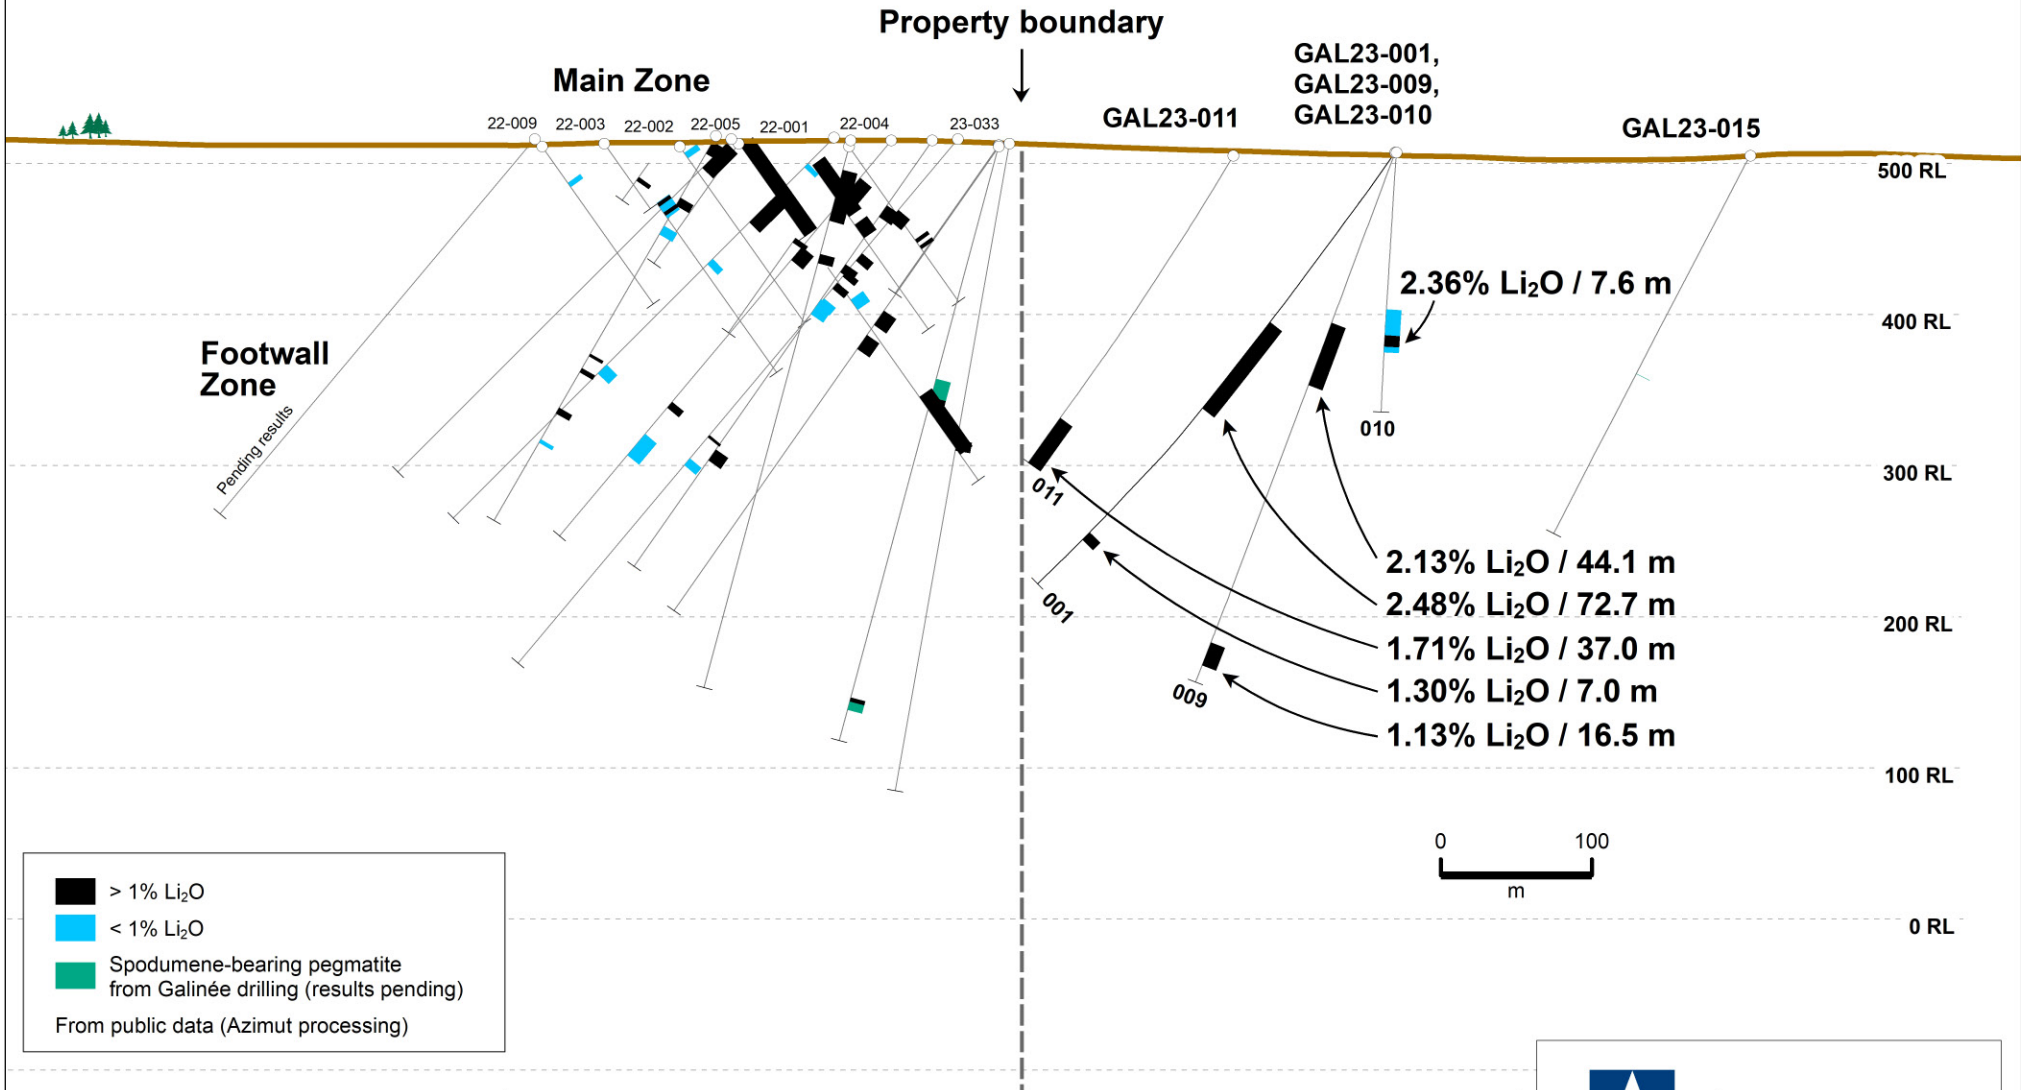 Property boundary
Main Zone
GAL23-001,
GAL23-009,
GAL23-010
GAL23-011
GAL23-015
22-009
22-003
22-002
22-005
22-001
22-004
23-033
500 RL
2.36% Li₂O / 7.6 m
400 RL
Footwall
Zone
Pending results
010
300 RL
011
2.13% Li₂O / 44.1 m
001
2.48% Li₂O / 72.7 m
200 RL
1.71% Li₂O / 37.0 m
009
1.30% Li₂O / 7.0 m
1.13% Li₂O / 16.5 m
100 RL
0
100
m
0 RL
> 1% Li₂O
< 1% Li₂O
Spodumene-bearing pegmatite
from Galinée drilling (results pending)
From public data (Azimut processing)